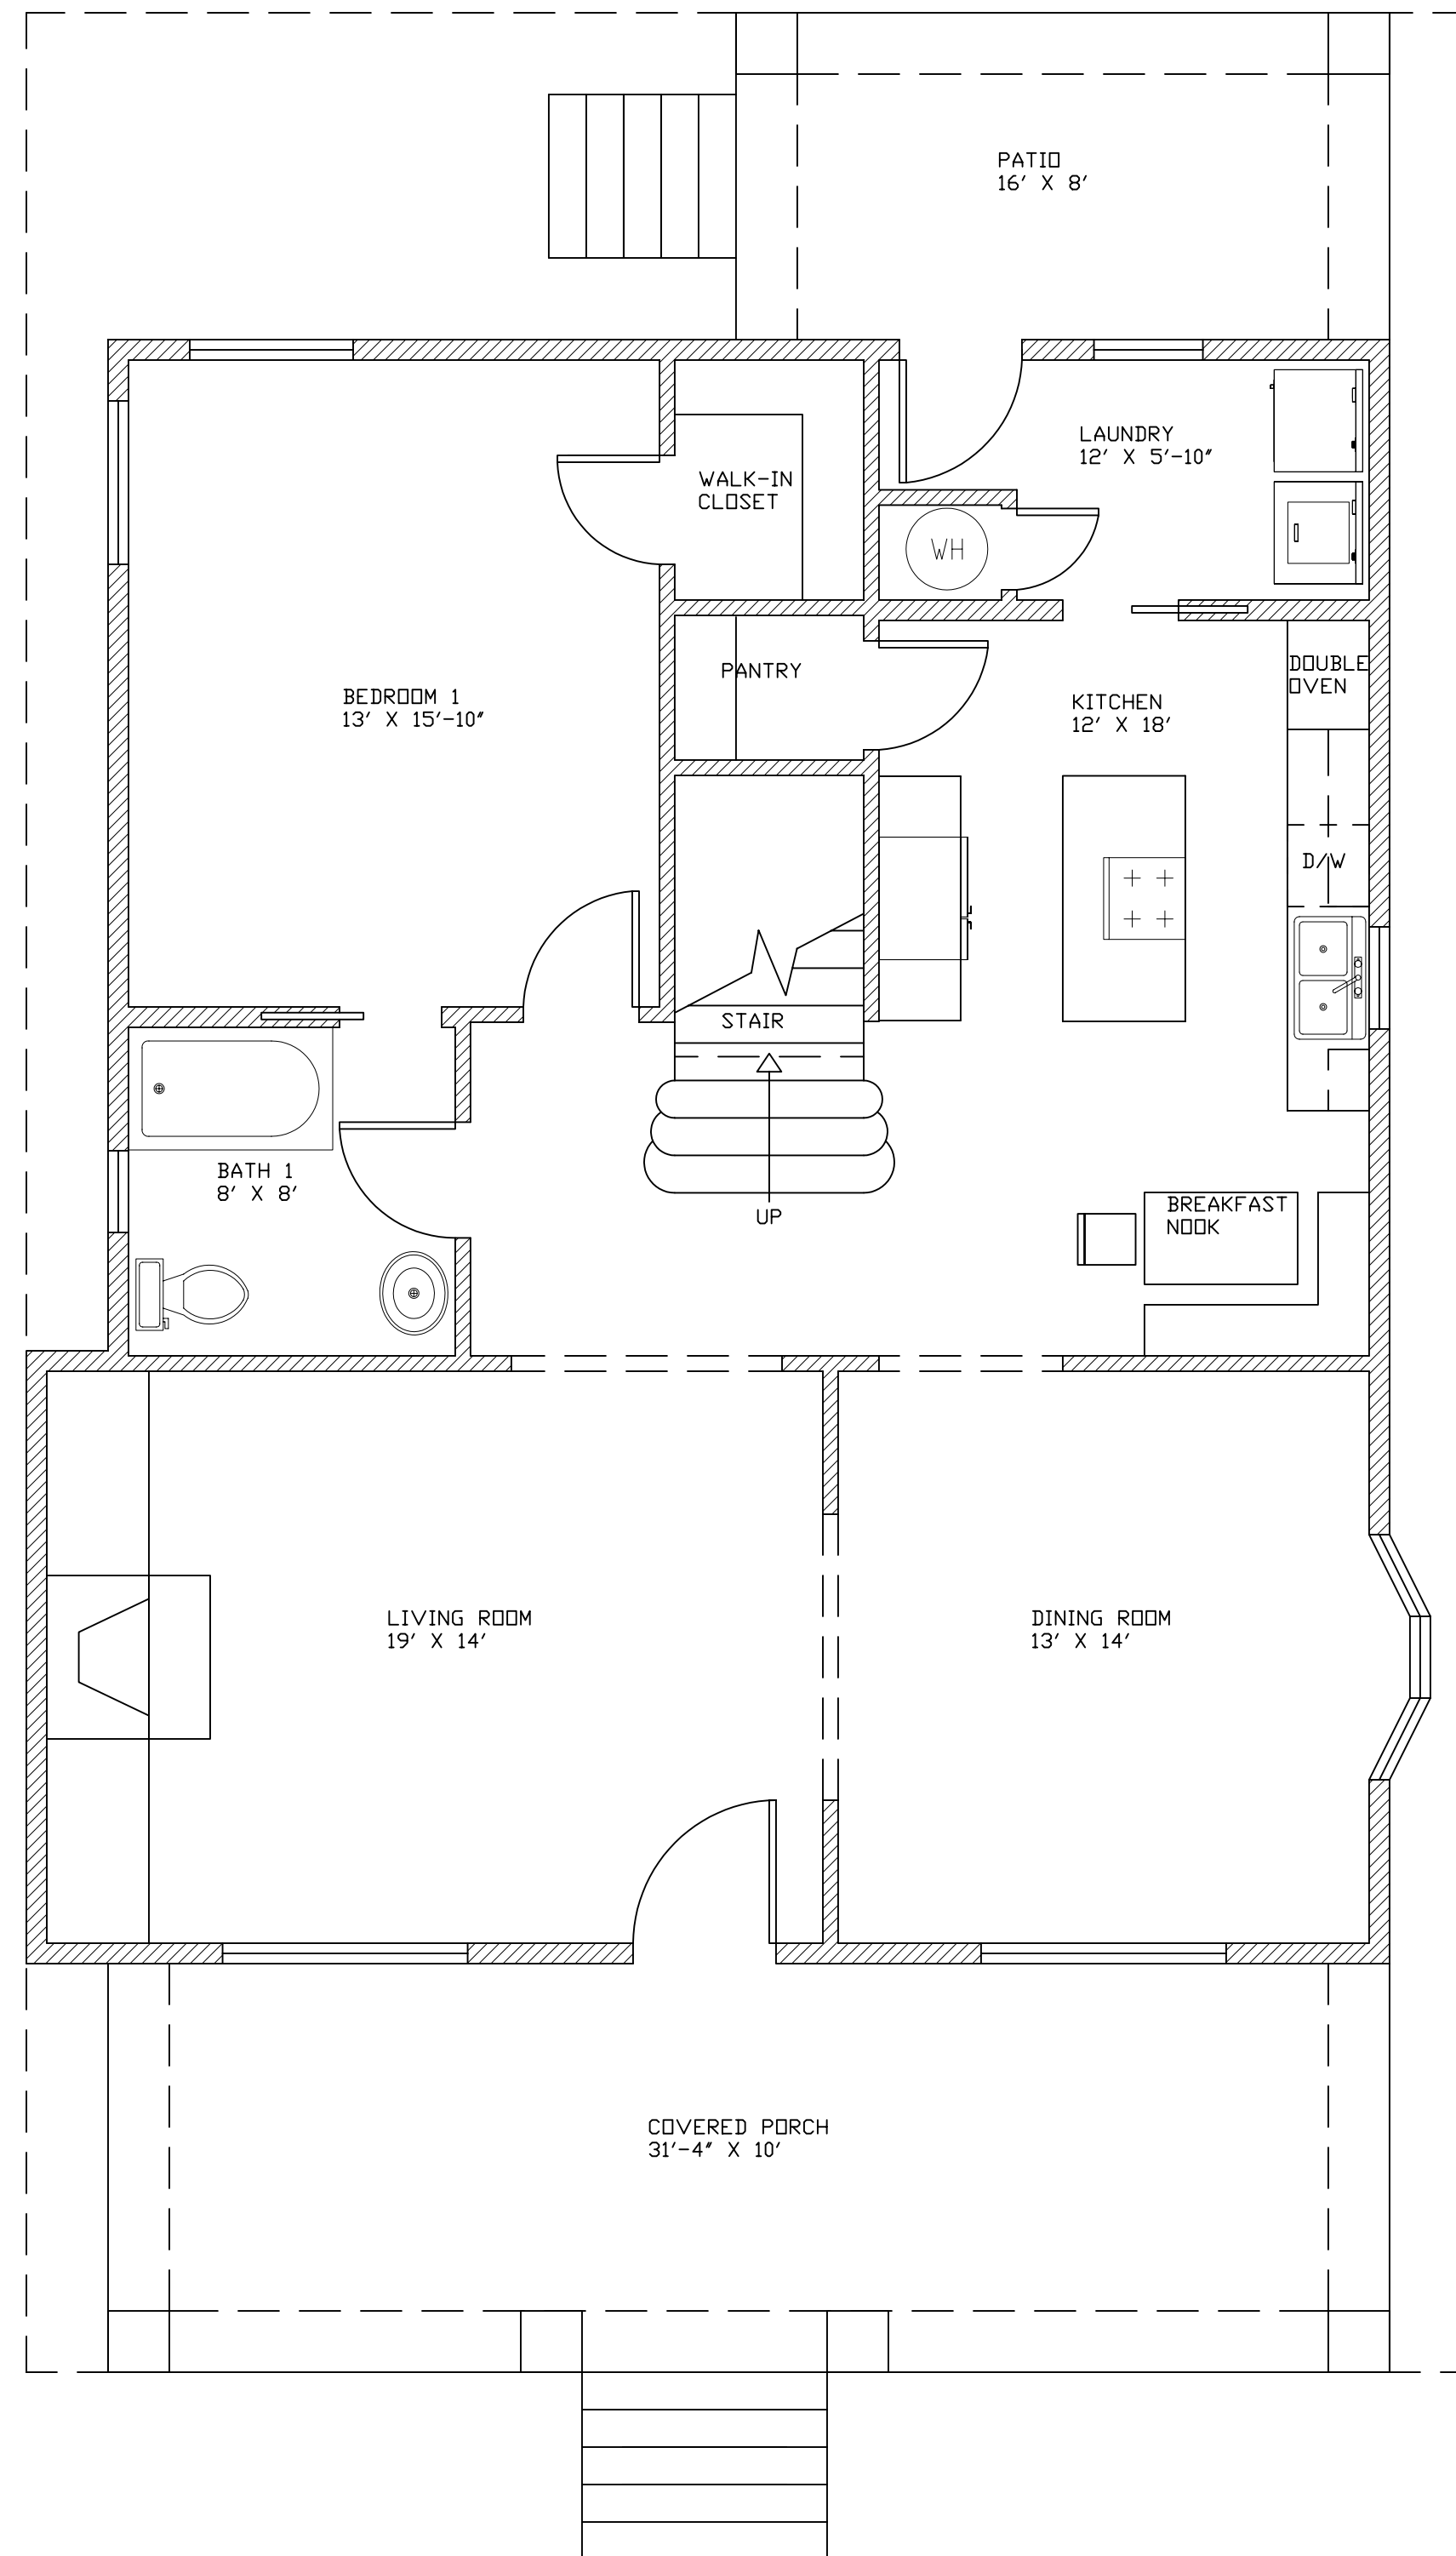 PATIO
16' X 8'
LAUNDRY
12' X 5'-10"
WALK-IN
CLOSET
WH
PANTRY
DOUBLE
OVEN
BEDROOM 1
13' X 15'-10"
KITCHEN
12' X 18'
D/W
STAIR
BATH 1
8' X 8'
UP
BREAKFAST
NOOK
LIVING ROOM
19' X 14'
DINING ROOM
13' X 14'
COVERED PORCH
31'-4" X 10'